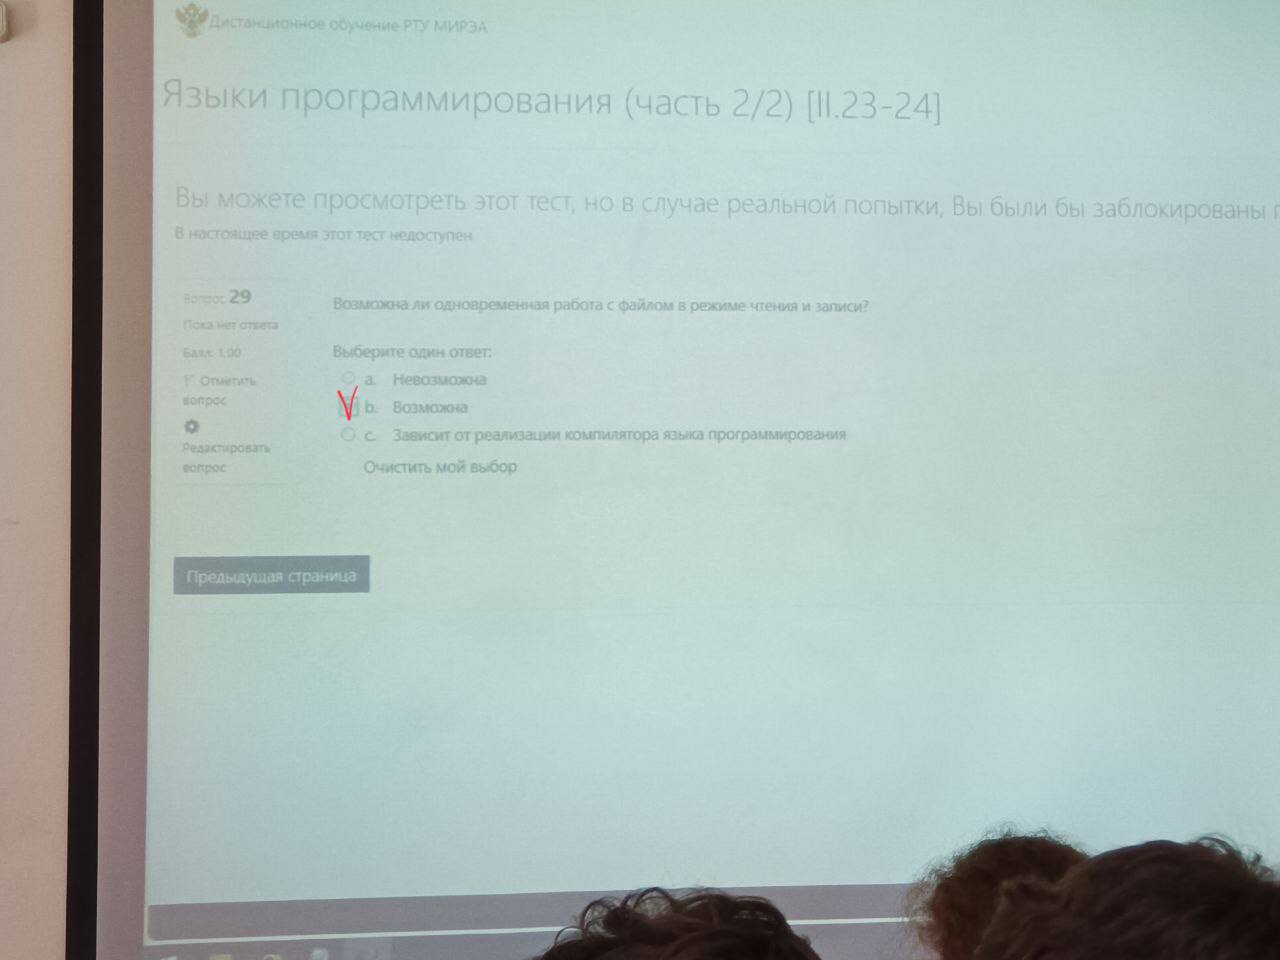 Дистанционное обучение РТУ МИРЭА
Языки программирования (часть 2/2) [II.23-24]
Вы можете просмотреть этот тест, но в случае реальной попытки, Вы были бы заблокированы
В настоящее время этот тест недоступен
Вопрос 29
Пока нет ответа
Балл: 1,00
Отметить
вопрос
Редактировать
вопрос
Возможна ли одновременная работа с файлом в режиме чтения и записи?
Выберите один ответ:
a. Невозможна
b. Возможна
c. Зависит от реализации компилятора языка программирования
Очистить мой выбор
Предыдущая страница